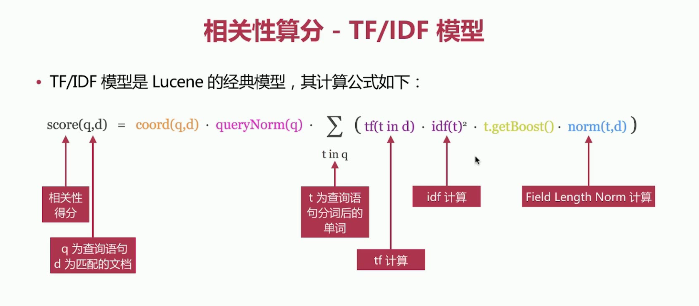 相关性算分 - TF/IDF 模型
• TF/IDF 模型是 Lucene 的经典模型，其计算公式如下：
score(q,d) = coord(q,d) · queryNorm(q) · ∑ ( tf(t in d) · idf(t)² · t.getBoost() · norm(t,d) )
t in q
相关性
得分
t 为查询语
句分词后的
单词
idf 计算
Field Length Norm 计算
q 为查询语句
d 为匹配的文档
tf 计算